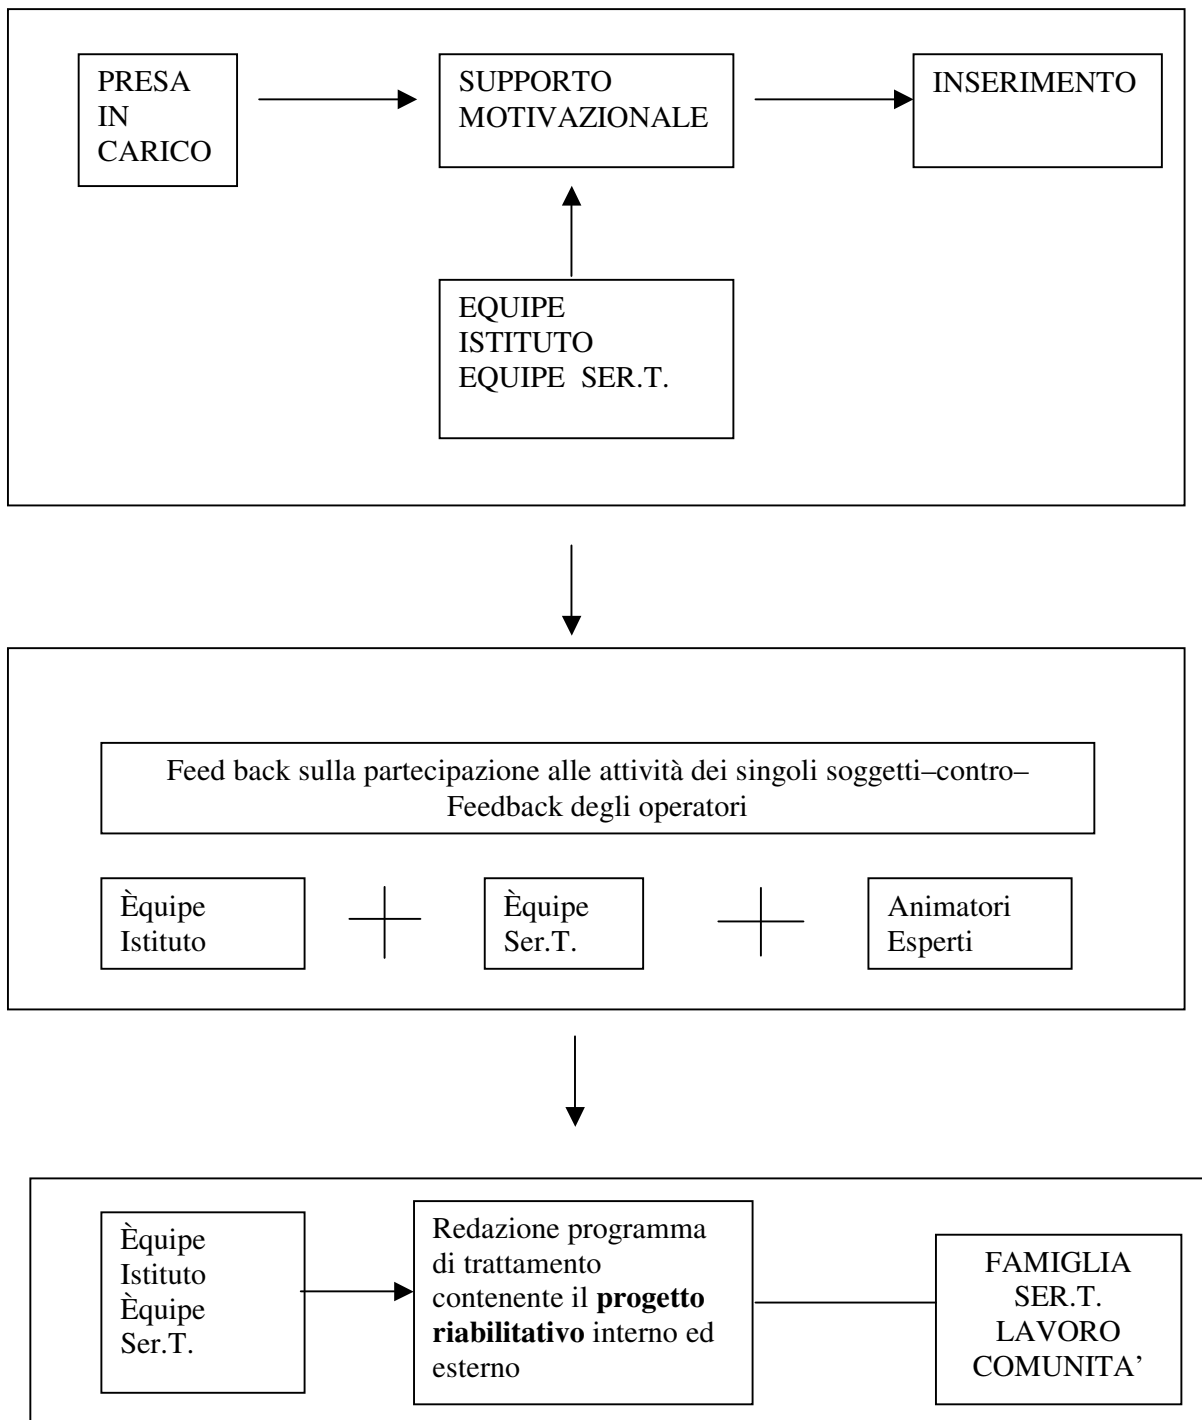 PRESA
IN
CARICO
SUPPORTO
MOTIVAZIONALE
INSERIMENTO
EQUIPE
ISTITUTO
EQUIPE SER.T.
Feed back sulla partecipazione alle attività dei singoli soggetti–contro–
Feedback degli operatori
Èquipe
Istituto
Èquipe
Ser.T.
Animatori
Esperti
Èquipe
Istituto
Èquipe
Ser.T.
Redazione programma
di trattamento
contenente il progetto
riabilitativo interno ed
esterno
FAMIGLIA
SER.T.
LAVORO
COMUNITA’